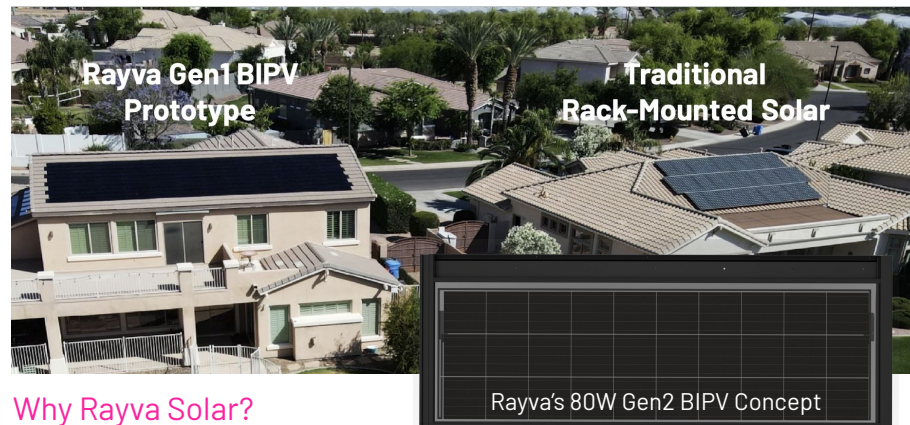 Rayva Gen1 BIPV
Prototype
Traditional
Rack-Mounted Solar
Rayva's 80W Gen2 BIPV Concept
Why Rayva Solar?